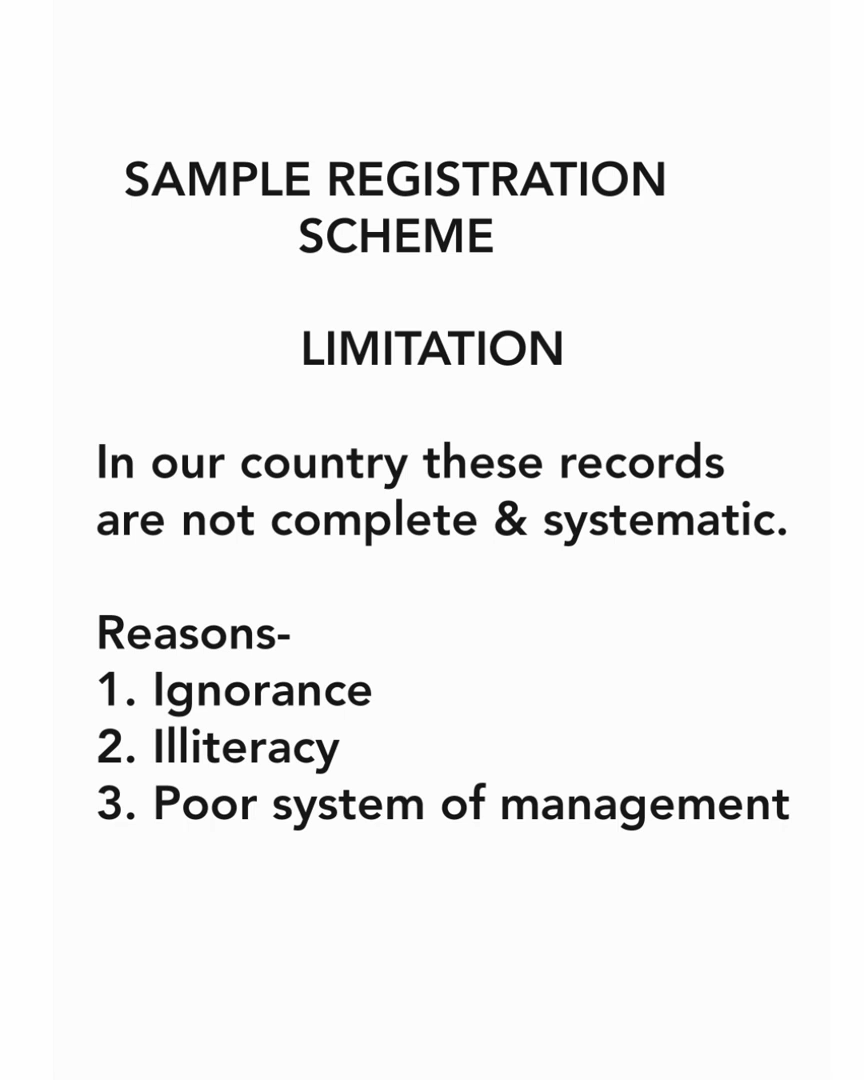 SAMPLE REGISTRATION
SCHEME
LIMITATION
In our country these records
are not complete & systematic.
Reasons-
1. Ignorance
2. Illiteracy
3. Poor system of management